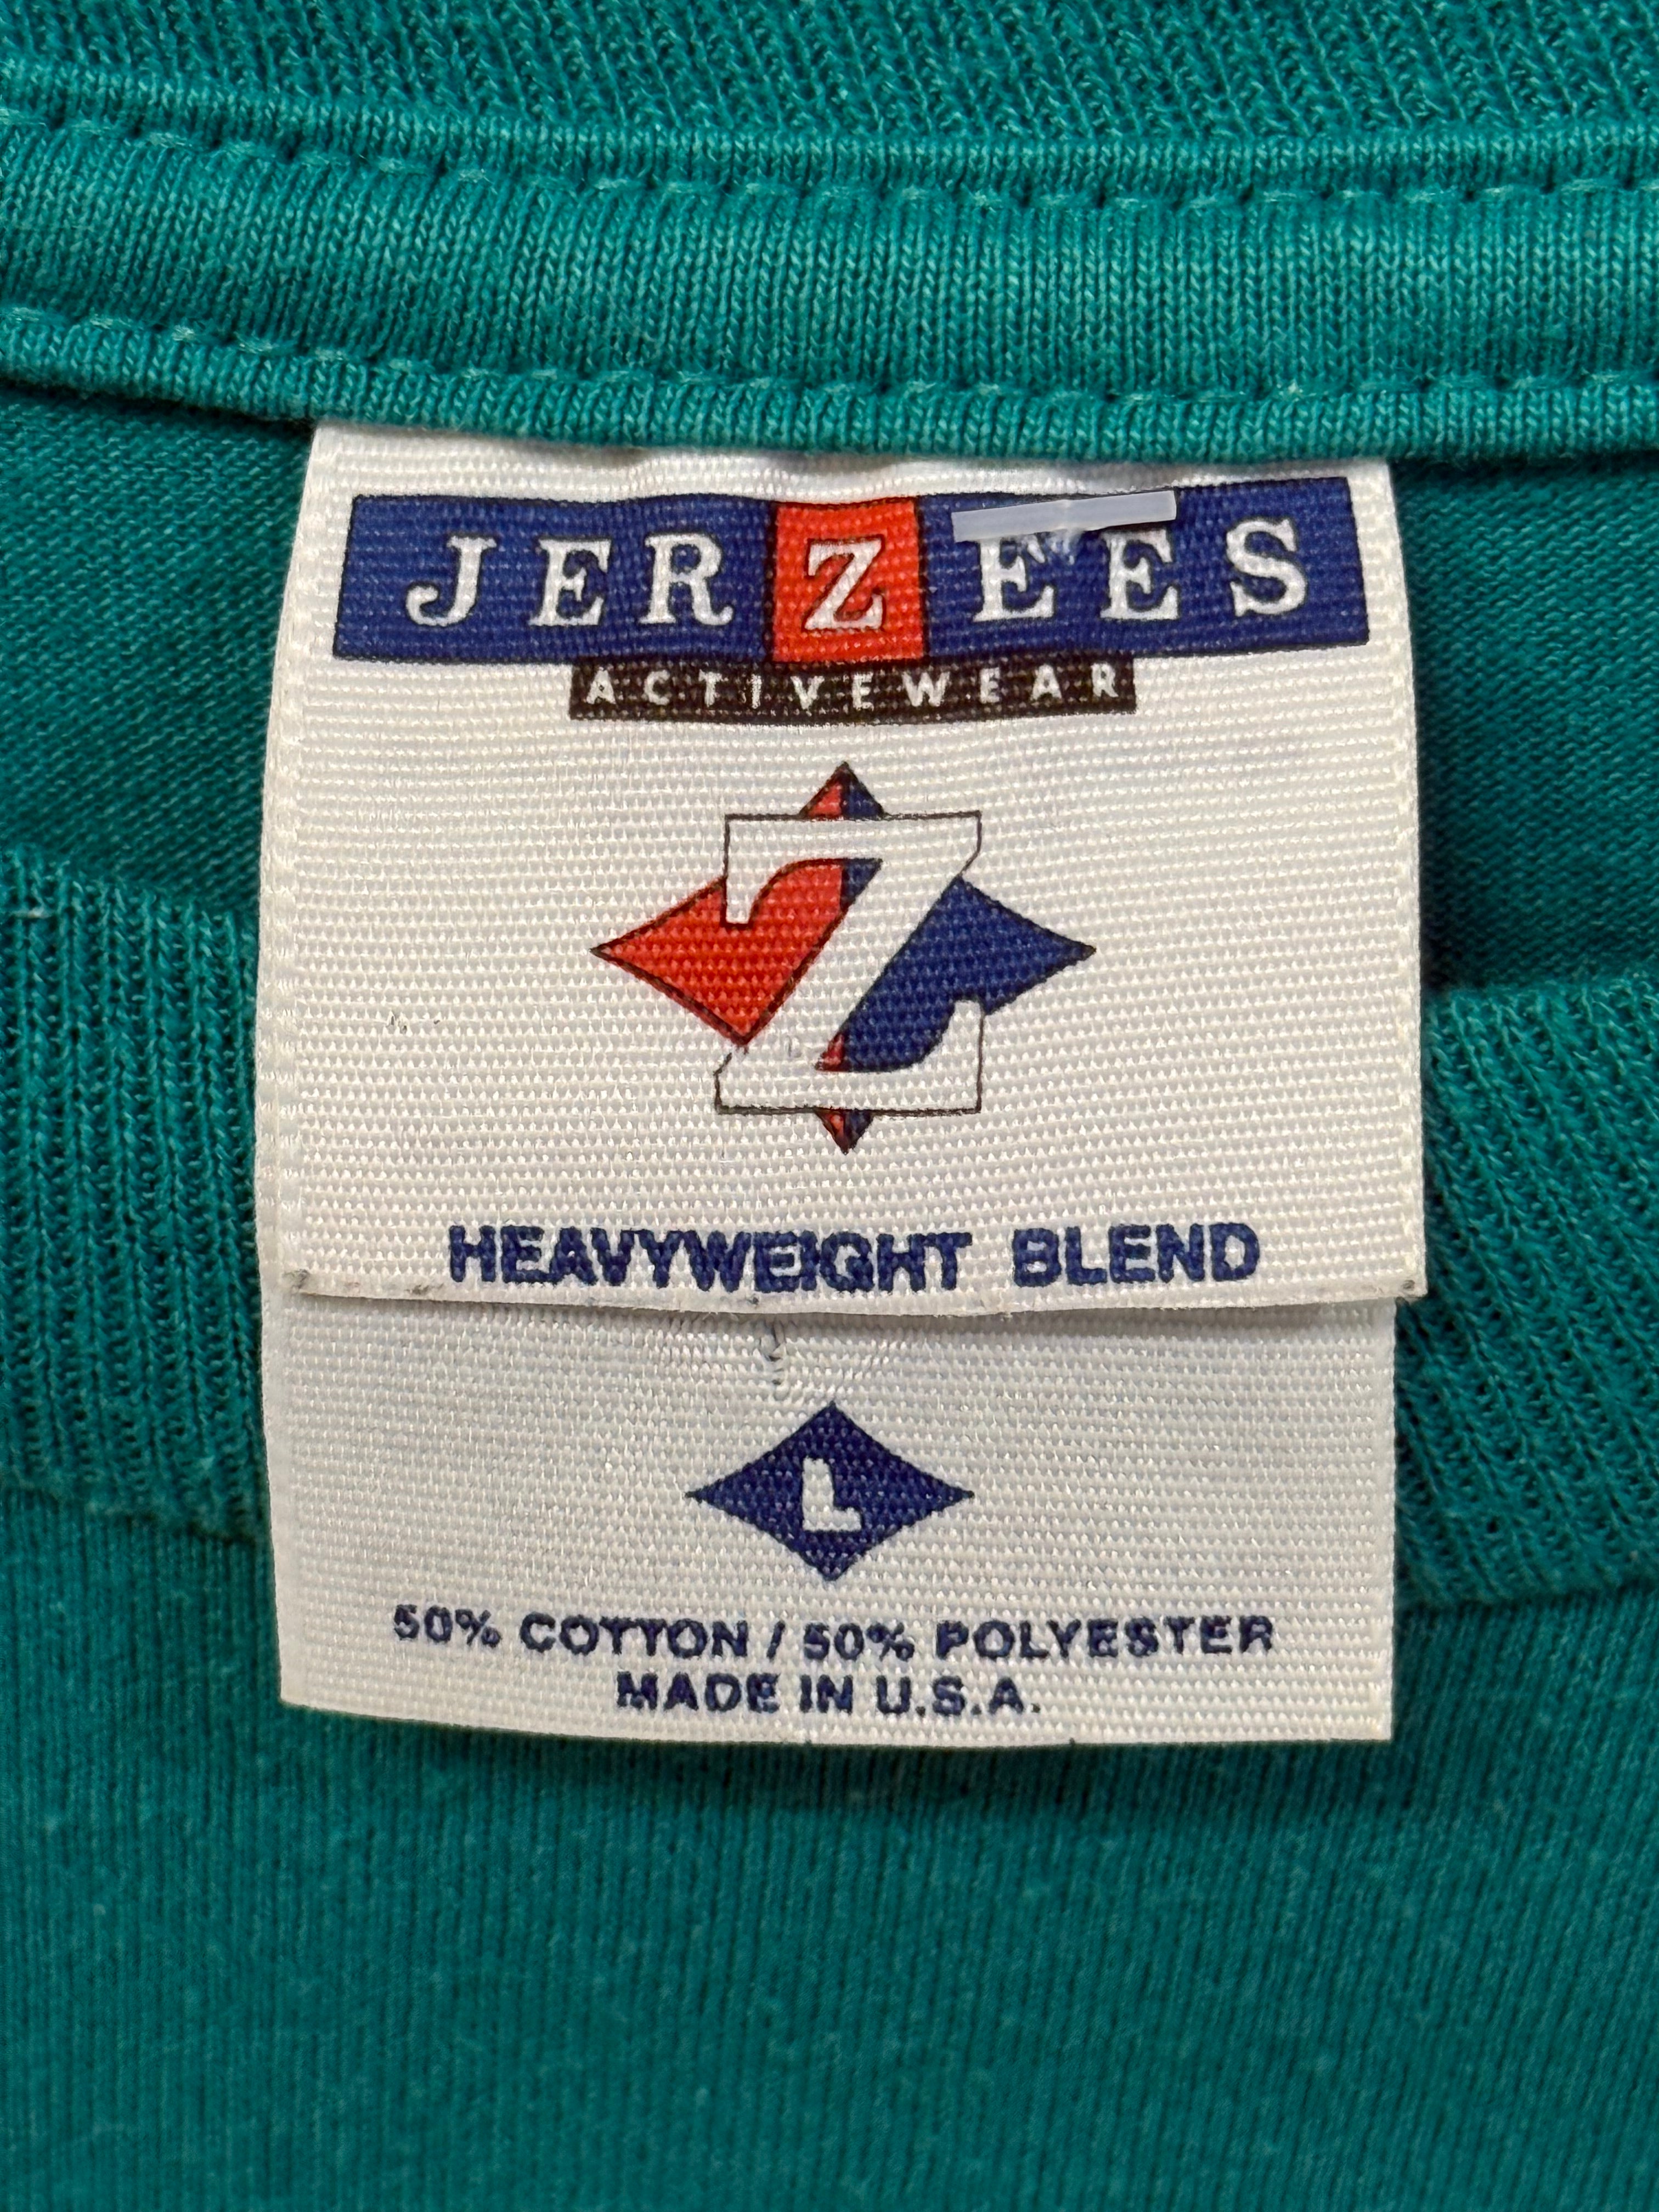 JERZEES
ACTIVEWEAR
Z
HEAVYWEIGHT BLEND
L
50% COTTON / 50% POLYESTER
MADE IN U.S.A.